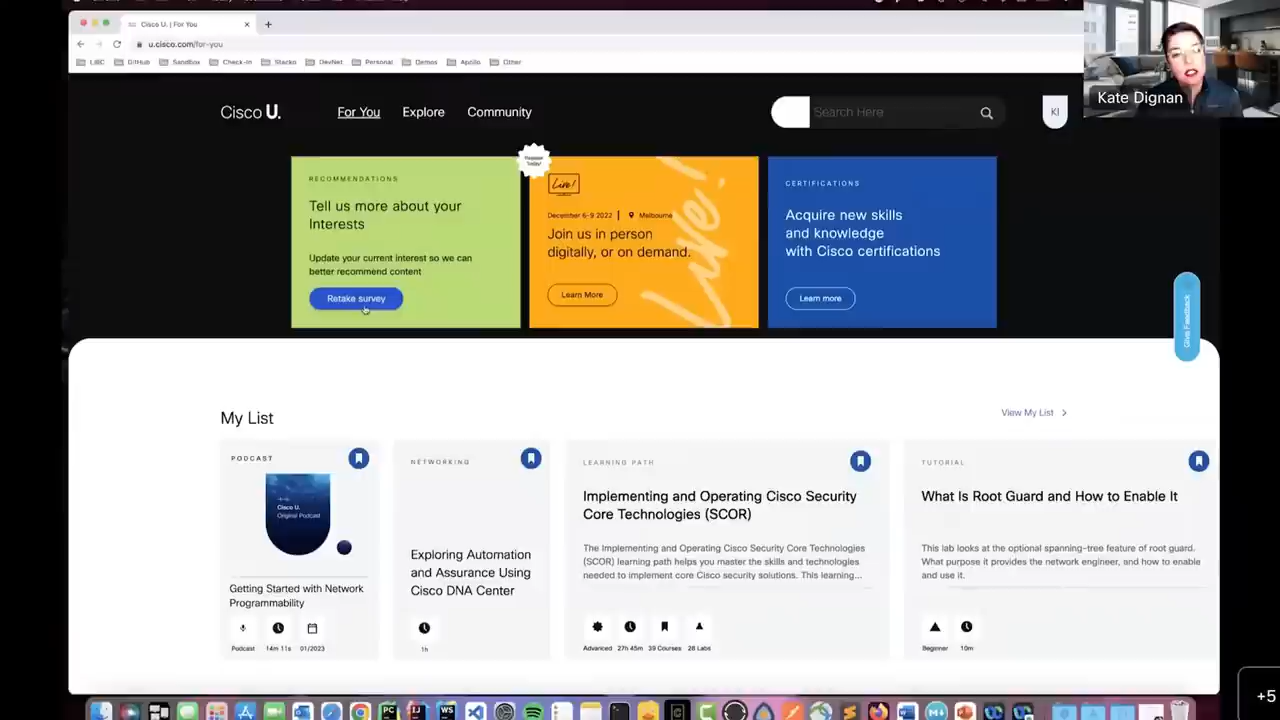 Cisco U. | For You
u.cisco.com/for-you
LIBC GitHub Sandbox Check-In Stacks DevNet Personal Demos Apollo Other
Kate Dignan
Cisco U. For You Explore Community Search Here KI
RECOMMENDATIONS
Tell us more about your
Interests
Update your current interest so we can
better recommend content
Retake survey
Live!
December 6-9 2022 | Melbourne
Join us in person
digitally, or on demand.
Learn More
Live!
CERTIFICATIONS
Acquire new skills
and knowledge
with Cisco certifications
Learn more
Give Feedback
My List
View My List
PODCAST
Cisco U.
Original Podcast
Getting Started with Network
Programmability
Podcast 14m 11s 01/2023
NETWORKING
Exploring Automation
and Assurance Using
Cisco DNA Center
1h
LEARNING PATH
Implementing and Operating Cisco Security
Core Technologies (SCOR)
The Implementing and Operating Cisco Security Core Technologies
(SCOR) learning path helps you master the skills and technologies
needed to implement core Cisco security solutions. This learning...
Advanced 27h 45m 39 Courses 28 Labs
TUTORIAL
What Is Root Guard and How to Enable It
This lab looks at the optional spanning-tree feature of root guard.
What purpose it provides the network engineer, and how to enable
and use it.
Beginner 10m
PC IJ WS
+5